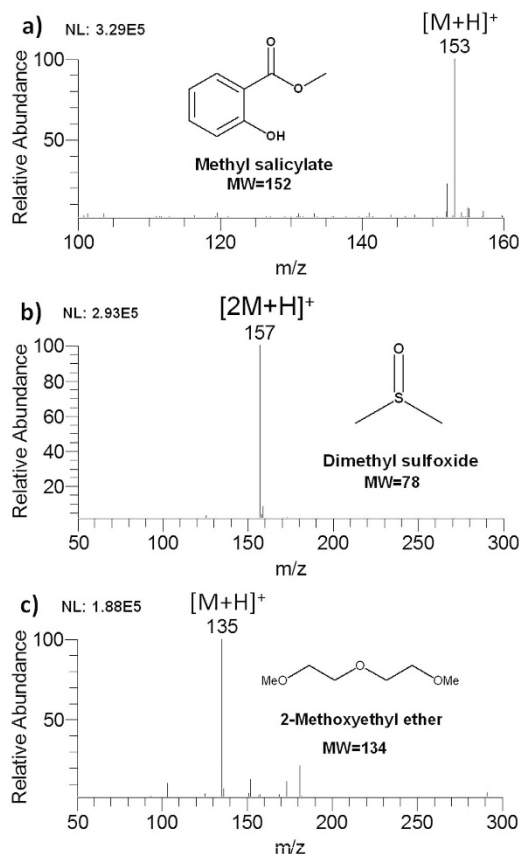 a) NL: 3.29E5
[M+H]+
153
O
O
OH
Methyl salicylate
MW=152
Relative Abundance
100
50
100 120 140 160
m/z
b) NL: 2.93E5
[2M+H]+
157
O
S
Dimethyl sulfoxide
MW=78
Relative Abundance
100
80
60
40
20
50 100 150 200 250 300
m/z
c) NL: 1.88E5
[M+H]+
135
MeO O OMe
2-Methoxyethyl ether
MW=134
Relative Abundance
100
50
50 100 150 200 250 300
m/z